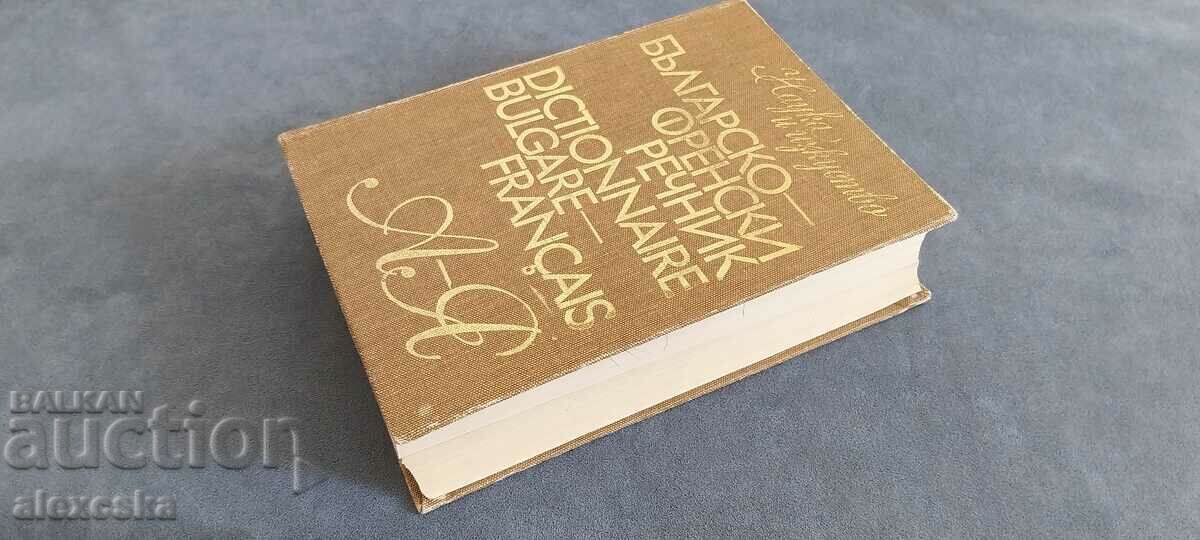 Наука
и изкуство
БЪЛГАРСКО-
ФРЕНСКИ
РЕЧНИК
DICTIONNAIRE
BULGARE-
FRANÇAIS
А-Я
BALKAN
auction
alexcska